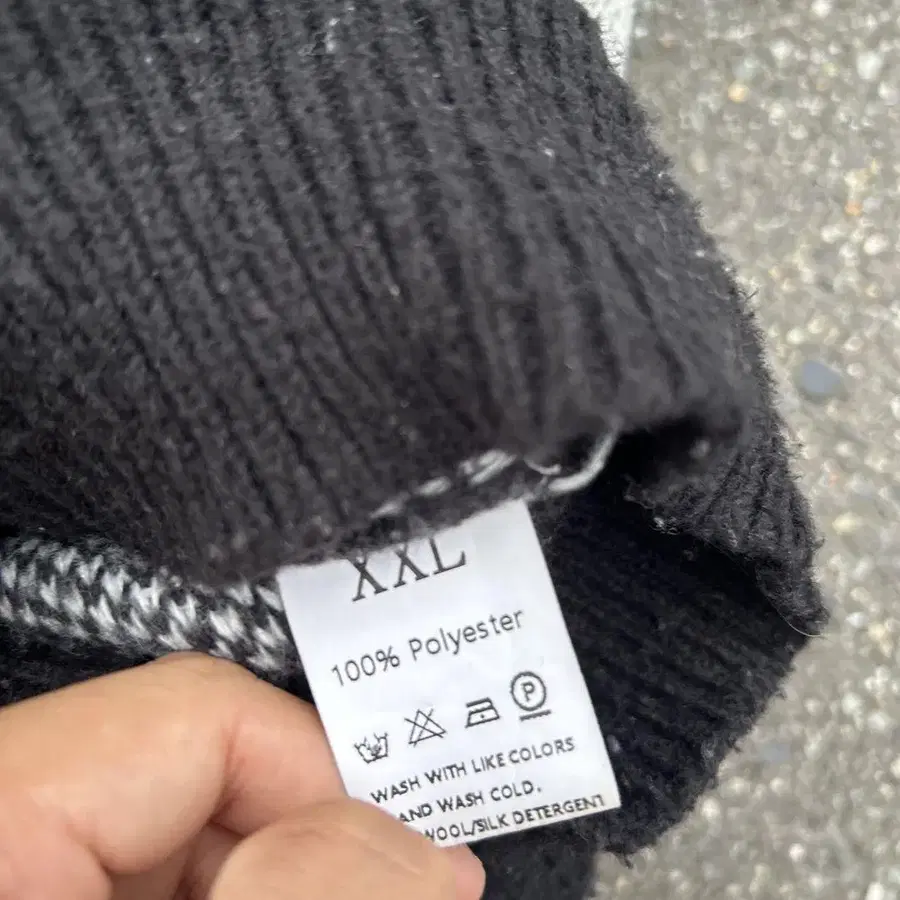 XXL
100% Polyester
P
WASH WITH LIKE COLORS
AND WASH COLD.
WOOL/SILK DETERGENT